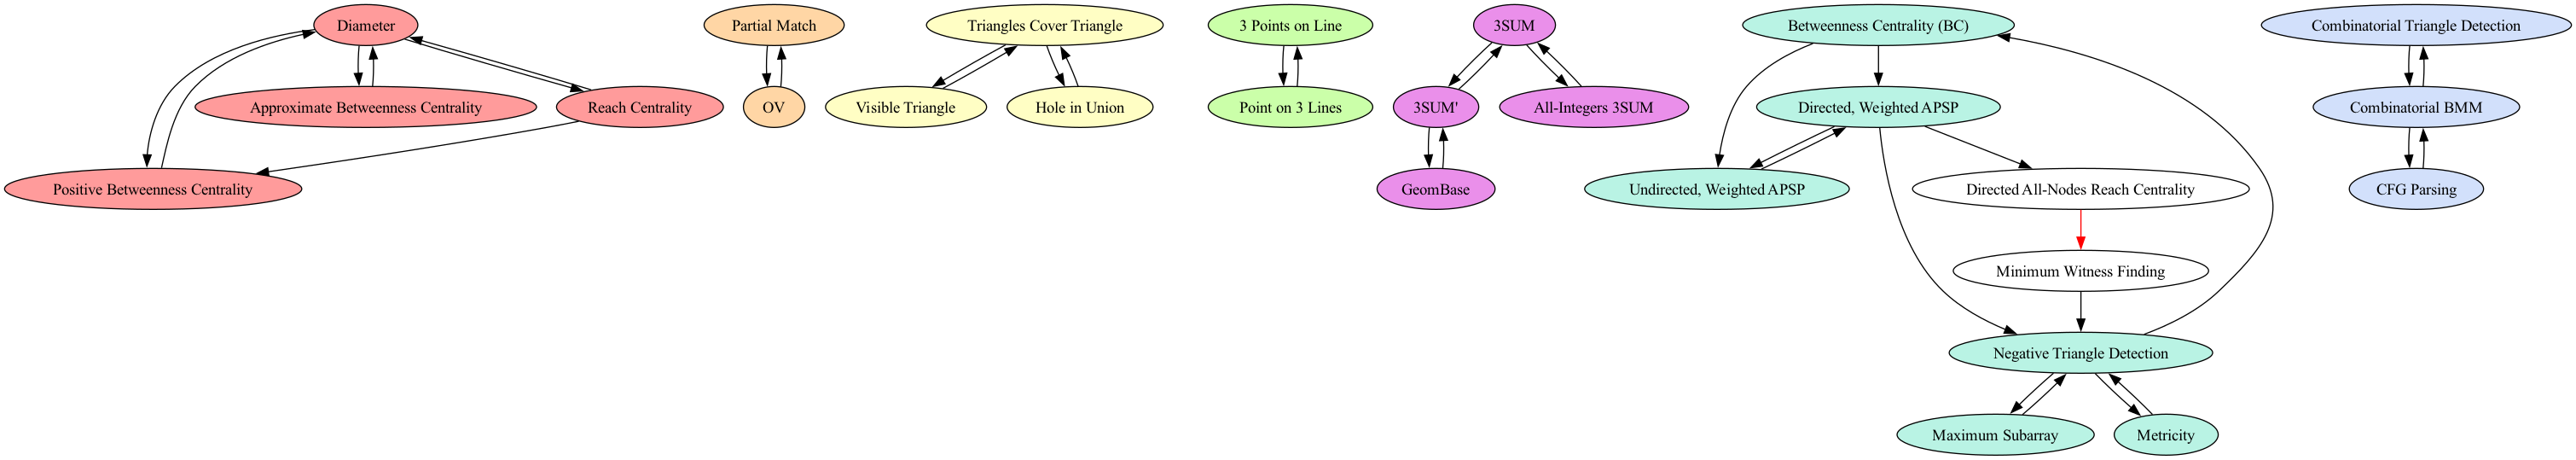 Diameter
Partial Match
Triangles Cover Triangle
3 Points on Line
3SUM
Betweenness Centrality (BC)
Combinatorial Triangle Detection
Approximate Betweenness Centrality
Reach Centrality
OV
Visible Triangle
Hole in Union
Point on 3 Lines
3SUM'
All-Integers 3SUM
Directed, Weighted APSP
Combinatorial BMM
Positive Betweenness Centrality
GeomBase
Undirected, Weighted APSP
Directed All-Nodes Reach Centrality
CFG Parsing
Minimum Witness Finding
Negative Triangle Detection
Maximum Subarray
Metricity